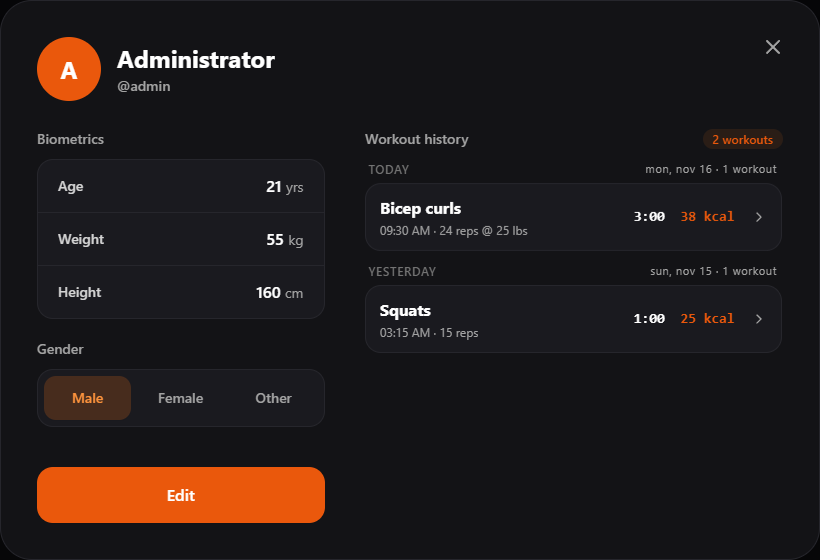 A
Administrator
@admin
Biometrics
Age 21 yrs
Weight 55 kg
Height 160 cm
Gender
Male Female Other
Edit
Workout history 2 workouts
TODAY mon, nov 16 · 1 workout
Bicep curls 3:00 38 kcal
09:30 AM · 24 reps @ 25 lbs
YESTERDAY sun, nov 15 · 1 workout
Squats 1:00 25 kcal
03:15 AM · 15 reps